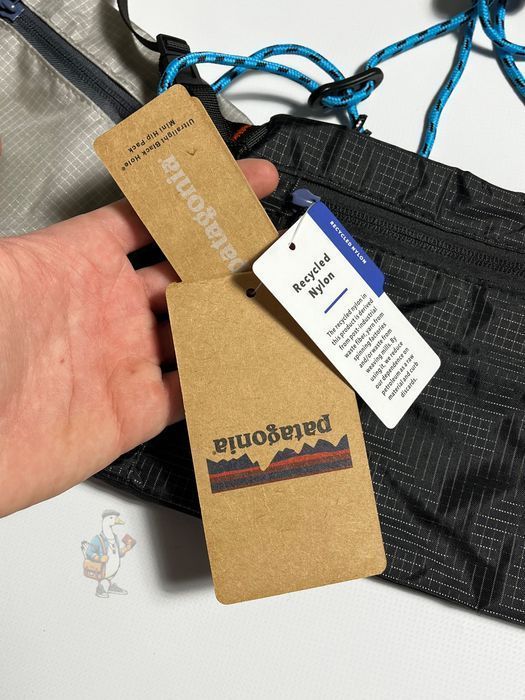 Ultralight Black Hole®
Mini Hip Pack
patagonia
RECYCLED NYLON
Recycled
Nylon
The recycled nylon in
this product is derived
from post-industrial
waste fiber, yarn from
spinning factories
and/or waste from
weaving mills. By
using it, we reduce
our dependence on
petroleum as a raw
material and curb
discards.
patagonia